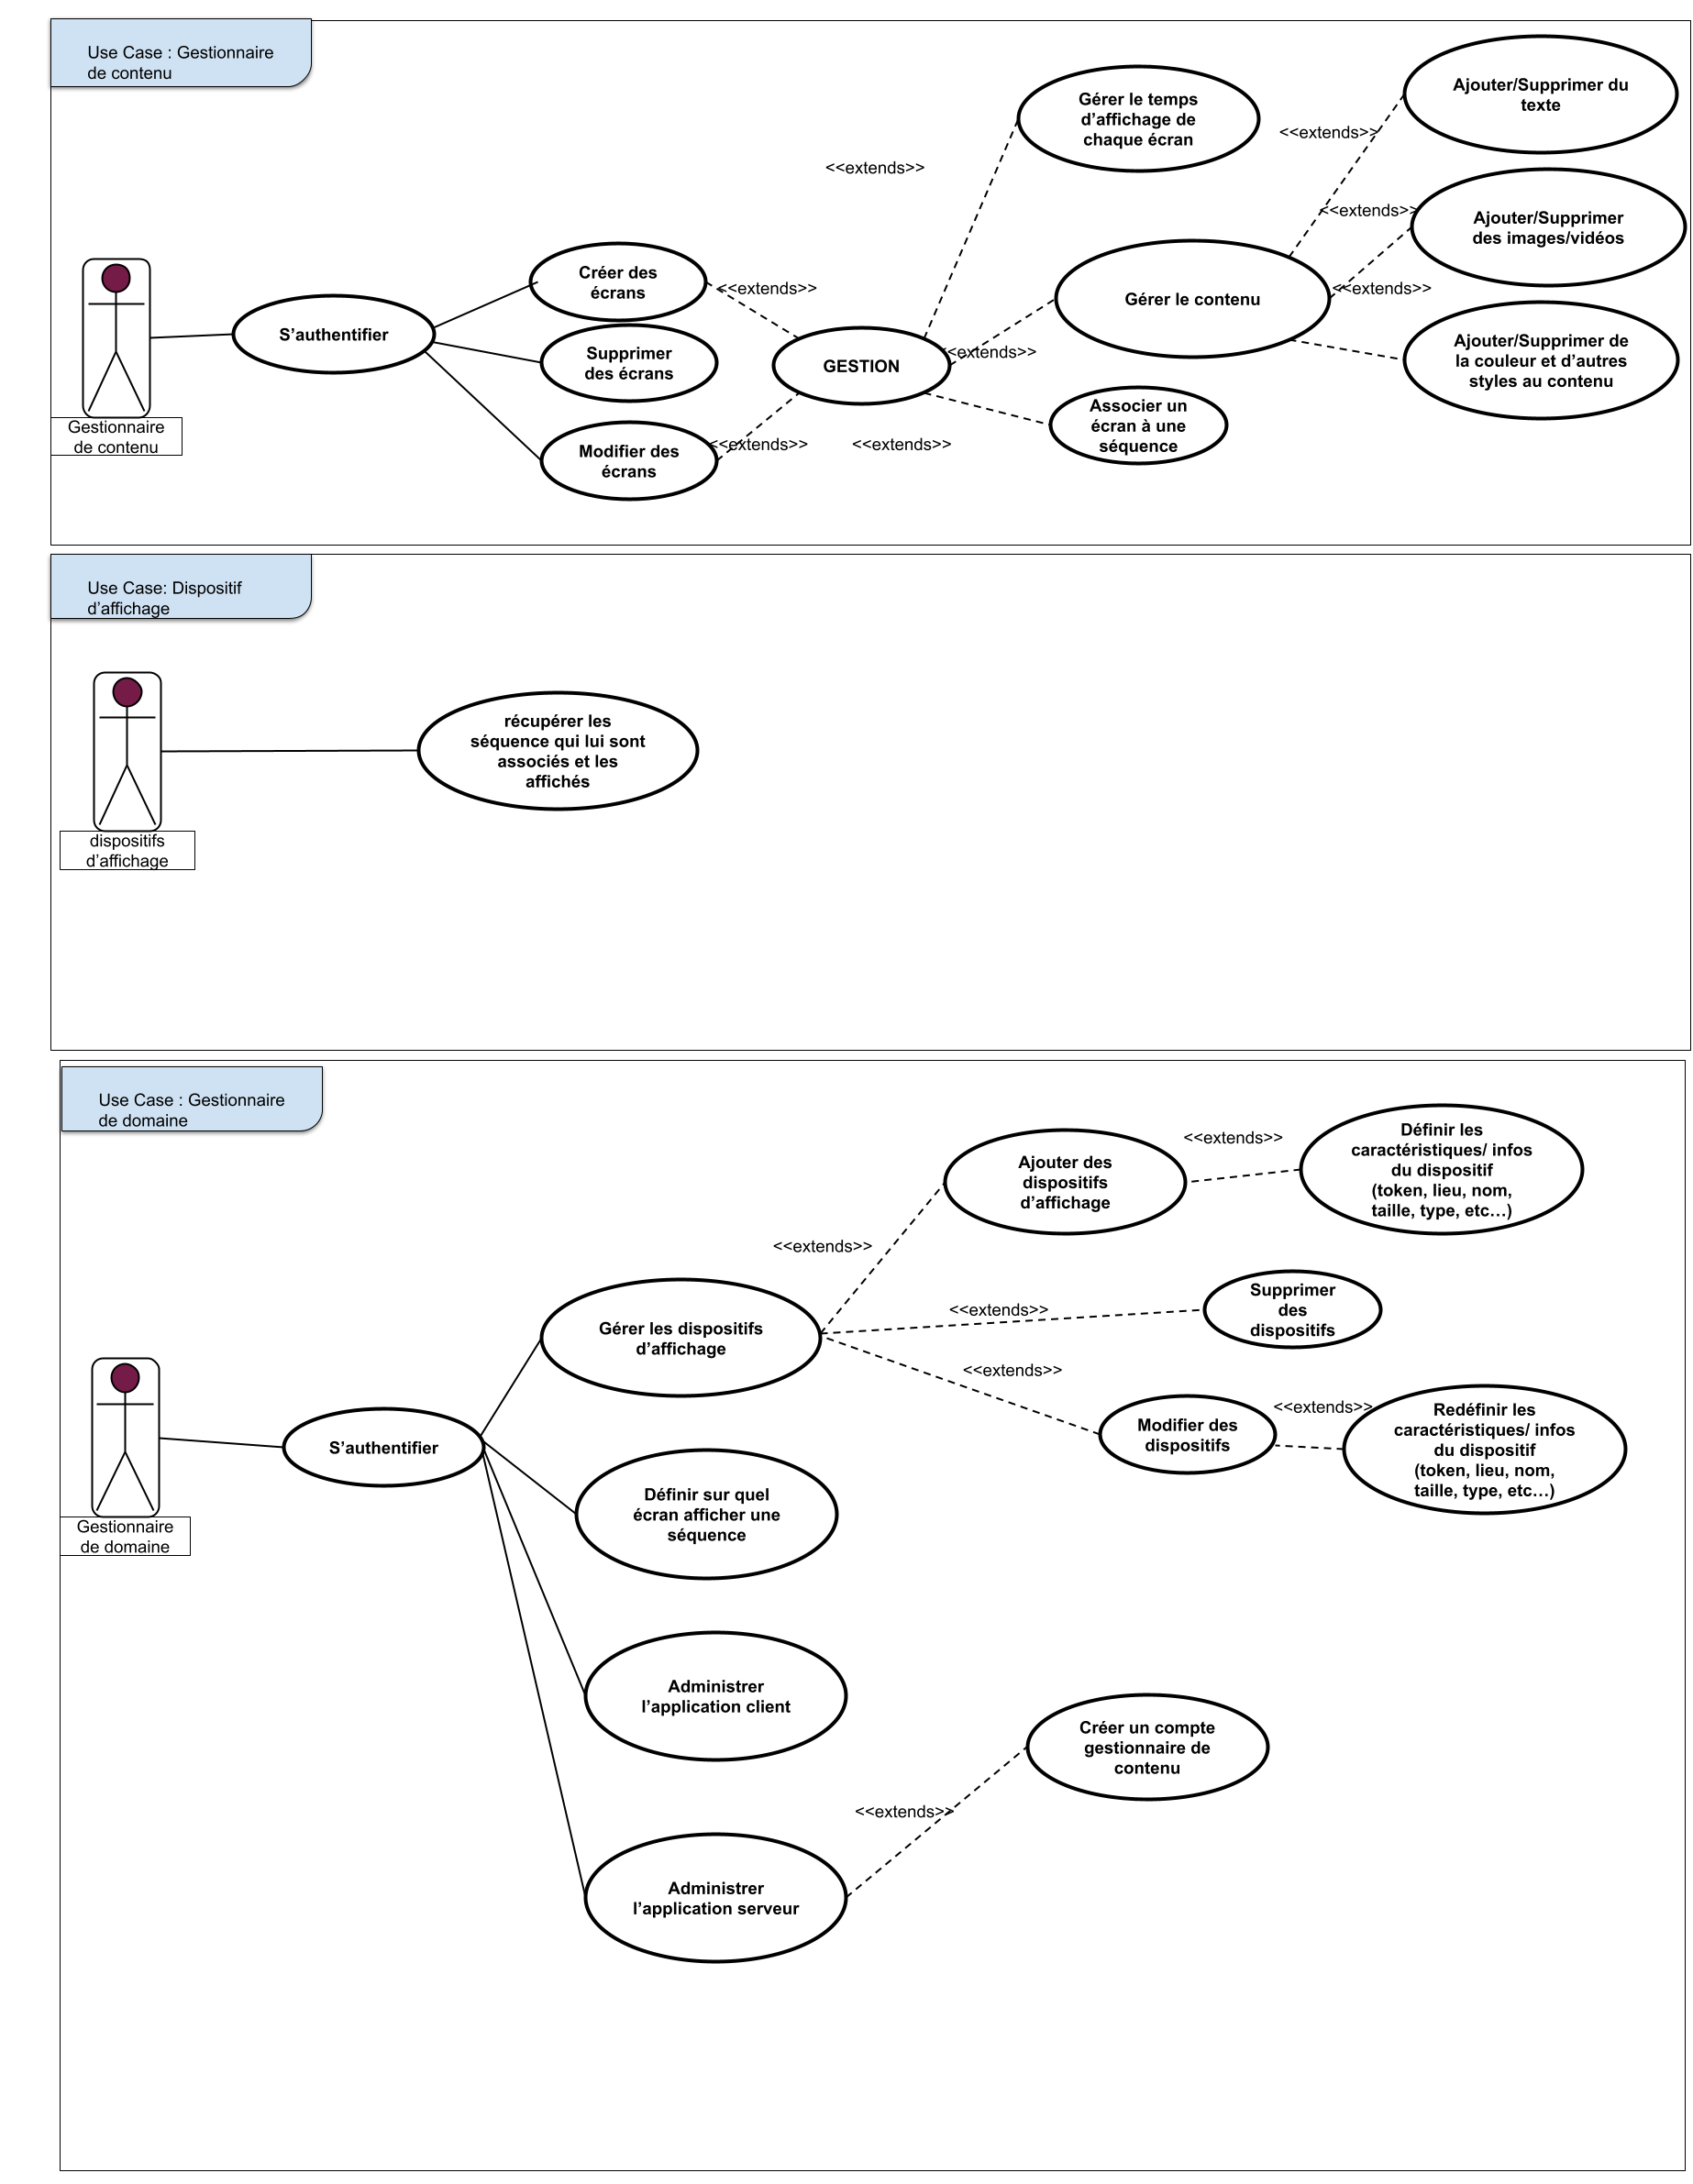 Use Case : Gestionnaire
de contenu
Gérer le temps
d’affichage de
chaque écran
Ajouter/Supprimer du
texte
<<extends>>
<<extends>>
<<extends>>
Ajouter/Supprimer
des images/vidéos
Créer des
écrans
<<extends>>
Gérer le contenu
<<extends>>
S’authentifier
Supprimer
des écrans
GESTION
<<extends>>
Ajouter/Supprimer de
la couleur et d’autres
styles au contenu
Associer un
écran à une
séquence
Gestionnaire
de contenu
Modifier des
écrans
<<extends>>
<<extends>>
Use Case: Dispositif
d’affichage
récupérer les
séquence qui lui sont
associés et les
affichés
dispositifs
d’affichage
Use Case : Gestionnaire
de domaine
Ajouter des
dispositifs
d’affichage
<<extends>>
Définir les
caractéristiques/ infos
du dispositif
(token, lieu, nom,
taille, type, etc…)
<<extends>>
Gérer les dispositifs
d’affichage
<<extends>>
Supprimer
des
dispositifs
<<extends>>
Modifier des
dispositifs
<<extends>>
Redéfinir les
caractéristiques/ infos
du dispositif
(token, lieu, nom,
taille, type, etc…)
S’authentifier
Gestionnaire
de domaine
Définir sur quel
écran afficher une
séquence
Administrer
l’application client
Créer un compte
gestionnaire de
contenu
<<extends>>
Administrer
l’application serveur